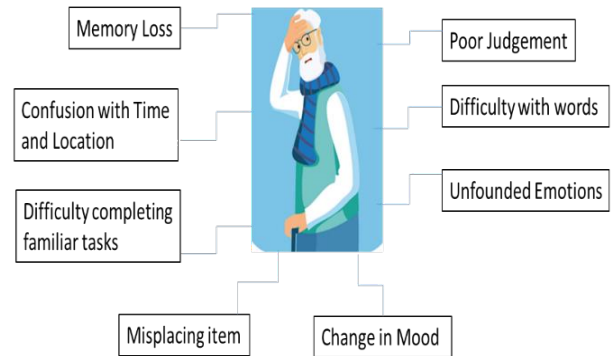 Memory Loss
Poor Judgement
Confusion with Time
and Location
Difficulty with words
Difficulty completing
familiar tasks
Unfounded Emotions
Misplacing item
Change in Mood